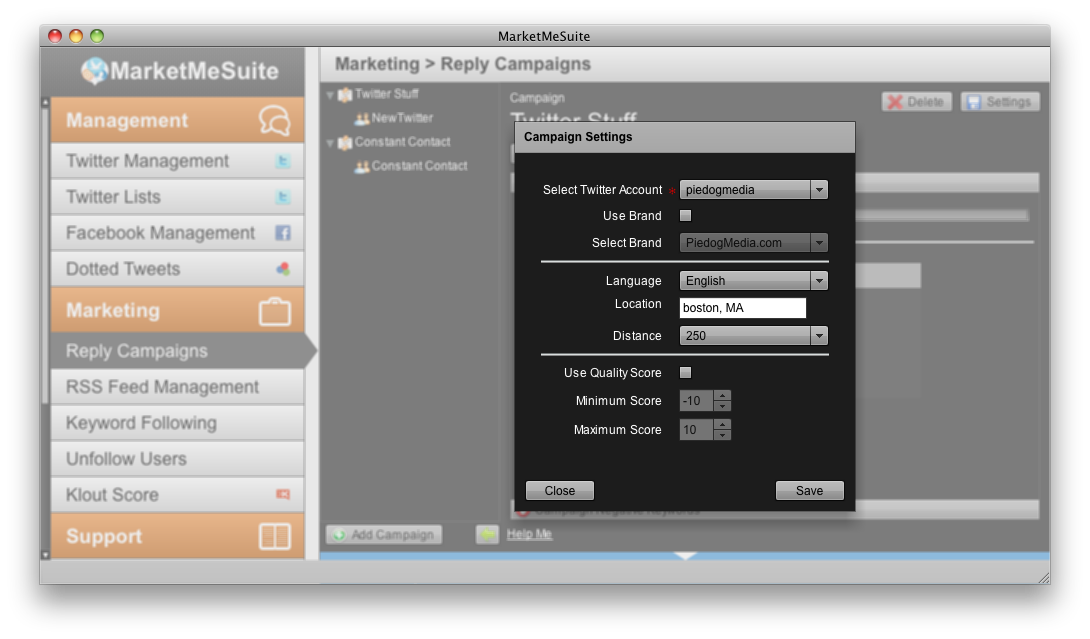 MarketMeSuite
MarketMeSuite
Management
Twitter Management
Twitter Lists
Facebook Management
Dotted Tweets
Marketing
Reply Campaigns
RSS Feed Management
Keyword Following
Unfollow Users
Klout Score
Support
Marketing > Reply Campaigns
Twitter Stuff
NewTwitter
Constant Contact
Constant Contact
Add Campaign
Help Me
Campaign
Twitter Stuff
Delete
Settings
Campaign Settings
Select Twitter Account * piedogmedia
Use Brand
Select Brand PiedogMedia.com
Language English
Location boston, MA
Distance 250
Use Quality Score
Minimum Score -10
Maximum Score 10
Close
Save
Campaign Negative Keywords